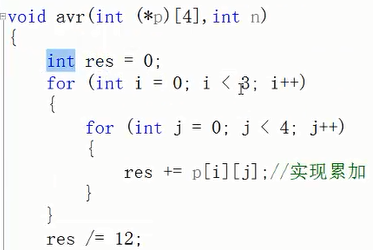 void avr(int (*p)[4],int n)
{
int res = 0;
for (int i = 0; i < 3; i++)
{
for (int j = 0; j < 4; j++)
{
res += p[i][j];//实现累加
}
}
res /= 12;